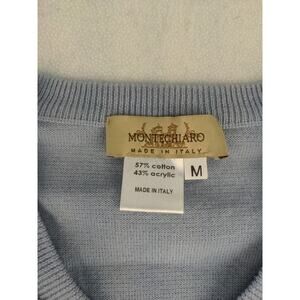 MONTECHIARO
MADE IN ITALY
57% cotton
43% acrylic
M
MADE IN ITALY